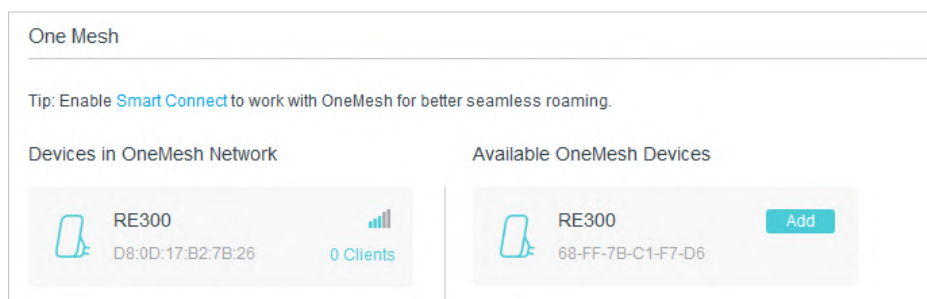 One Mesh
Tip: Enable Smart Connect to work with OneMesh for better seamless roaming.
Devices in OneMesh Network
RE300
D8:0D:17:B2:7B:26
0 Clients
Available OneMesh Devices
RE300
Add
68-FF-7B-C1-F7-D6